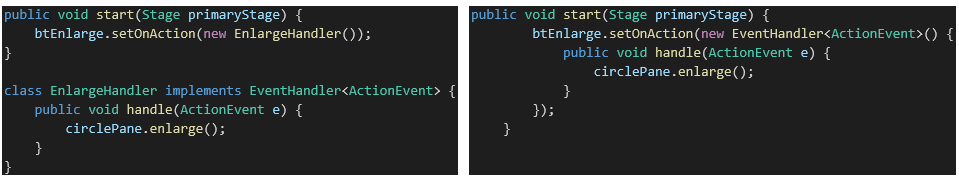 public void start(Stage primaryStage) {
    btEnlarge.setOnAction(new EnlargeHandler());
}

class EnlargeHandler implements EventHandler<ActionEvent> {
    public void handle(ActionEvent e) {
        circlePane.enlarge();
    }
}
public void start(Stage primaryStage) {
        btEnlarge.setOnAction(new EventHandler<ActionEvent>() {
            public void handle(ActionEvent e) {
                circlePane.enlarge();
            }
        });
    }